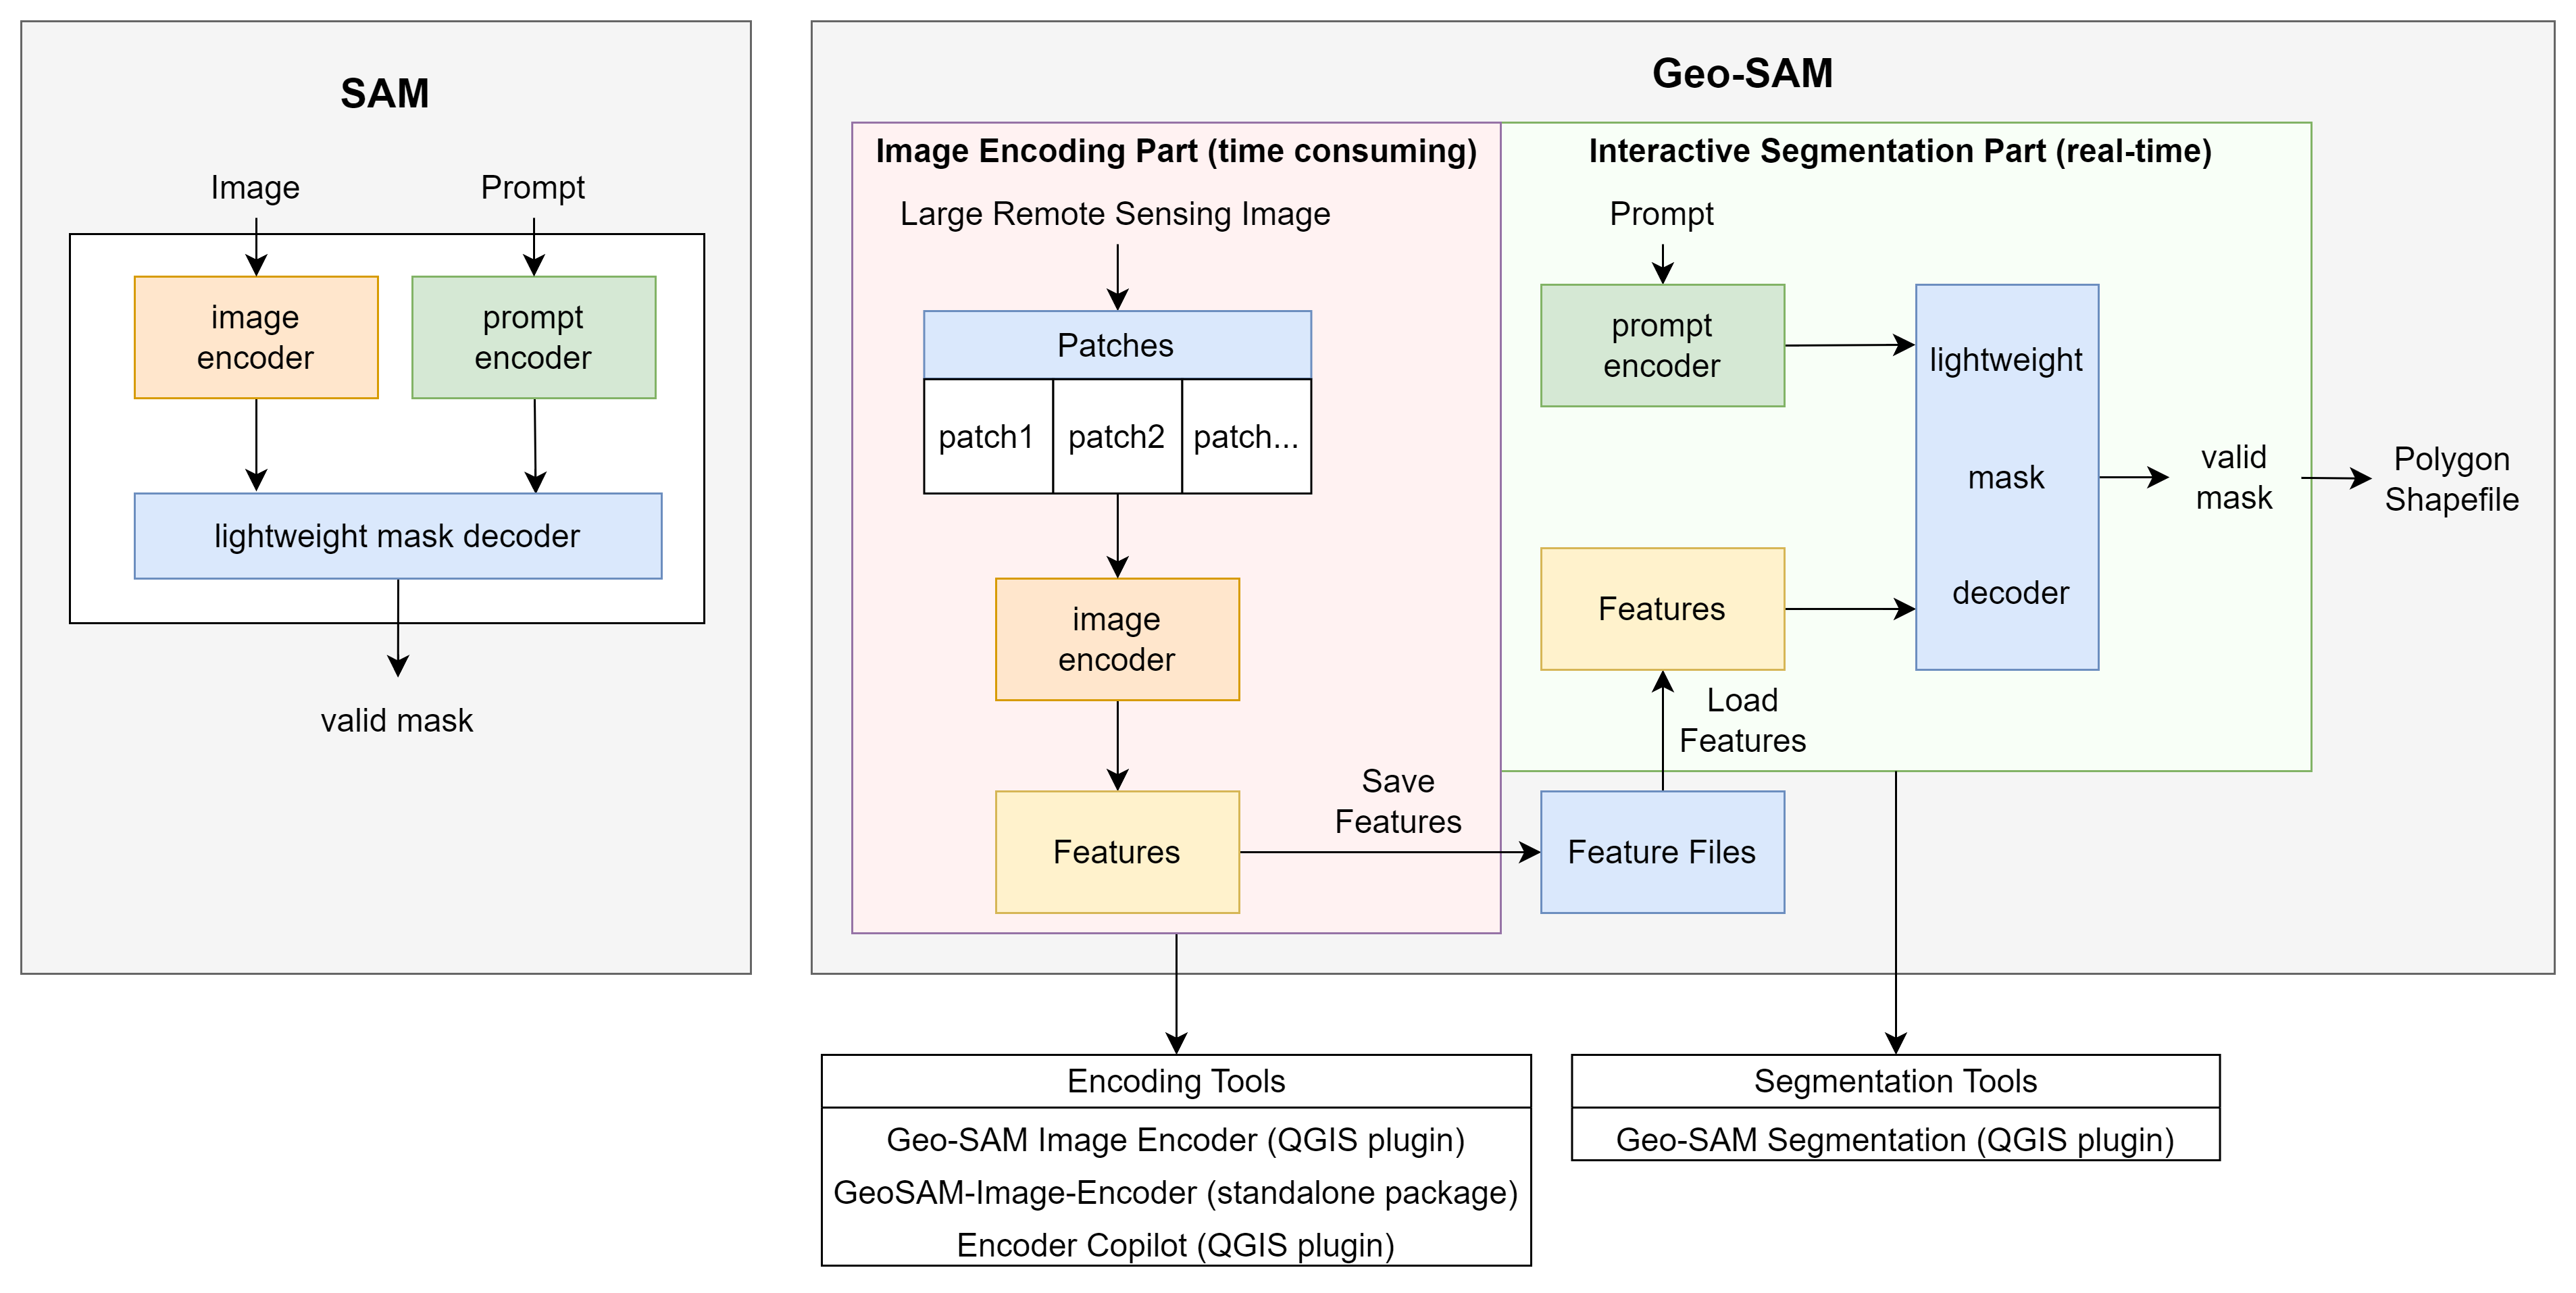 SAM
Image
Prompt
image
encoder
prompt
encoder
lightweight mask decoder
valid mask
Geo-SAM
Image Encoding Part (time consuming)
Large Remote Sensing Image
Patches
patch1
patch2
patch...
image
encoder
Features
Save
Features
Feature Files
Load
Features
Interactive Segmentation Part (real-time)
Prompt
prompt
encoder
Features
lightweight
mask
decoder
valid
mask
Polygon
Shapefile
Encoding Tools
Geo-SAM Image Encoder (QGIS plugin)
GeoSAM-Image-Encoder (standalone package)
Encoder Copilot (QGIS plugin)
Segmentation Tools
Geo-SAM Segmentation (QGIS plugin)